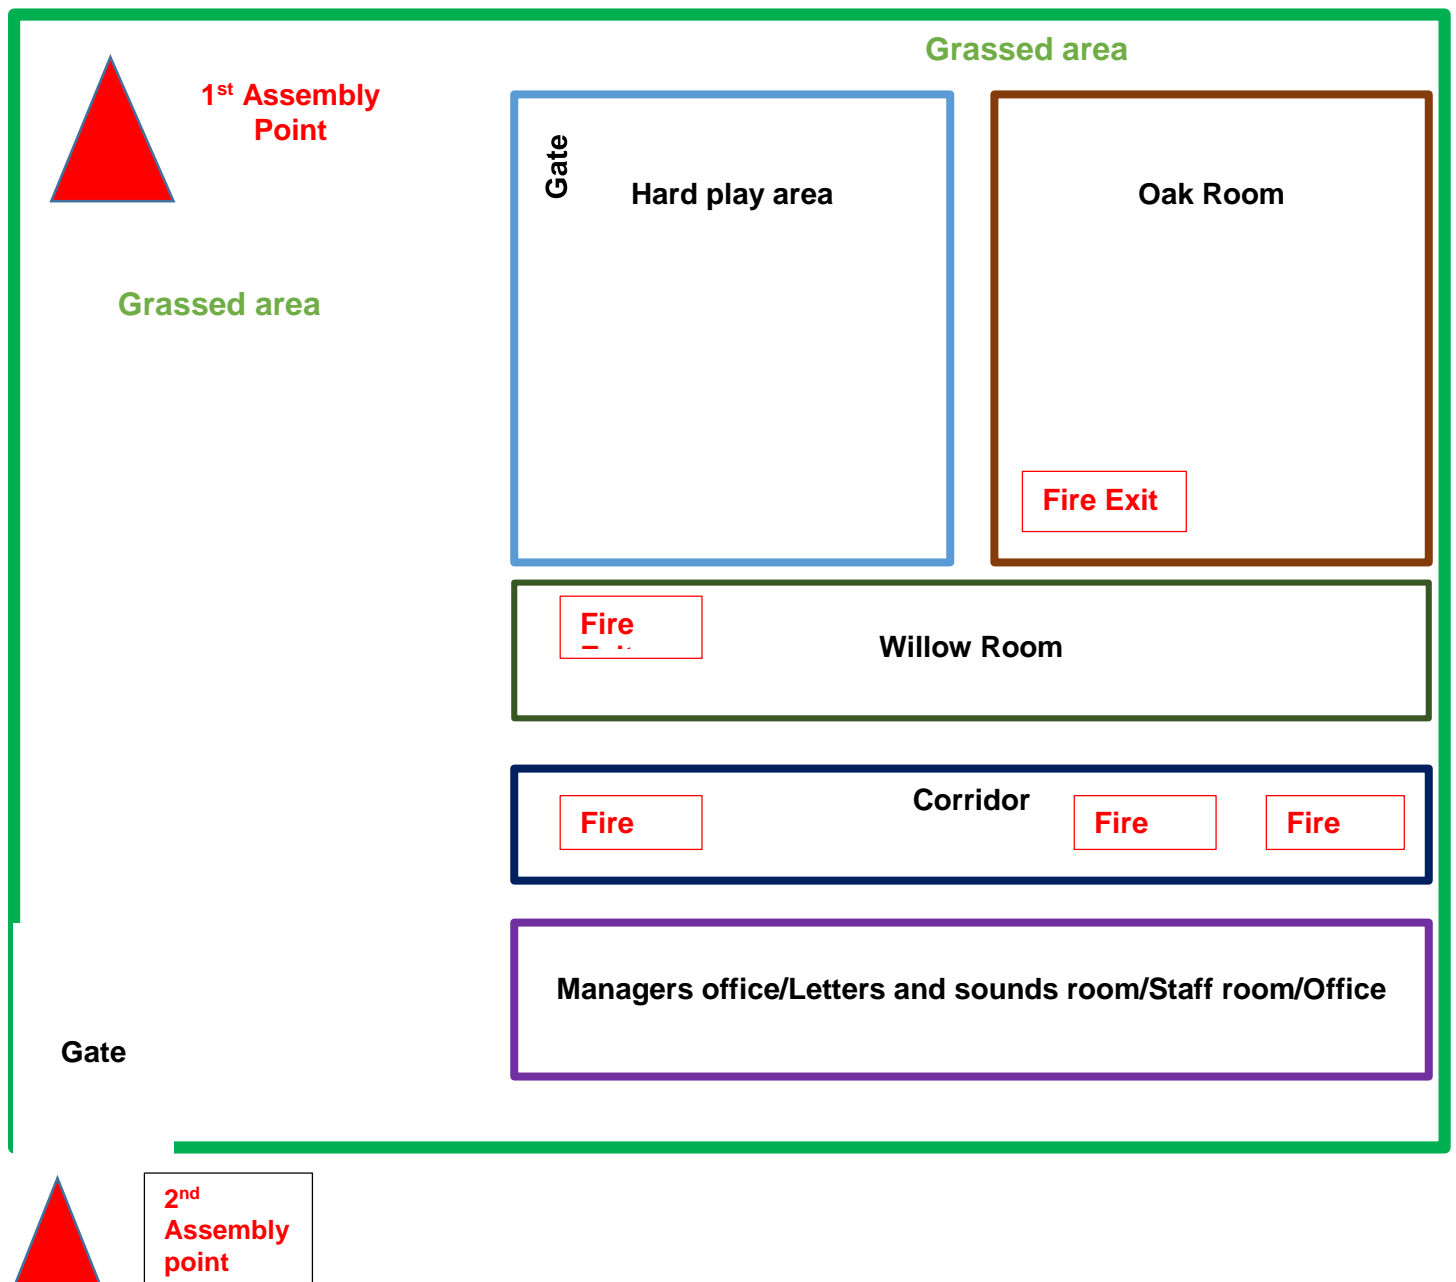 Grassed area
1st Assembly
Point
Gate
Hard play area
Oak Room
Grassed area
Fire Exit
Fire
Willow Room
Corridor
Fire
Fire
Fire
Managers office/Letters and sounds room/Staff room/Office
Gate
2nd
Assembly
point